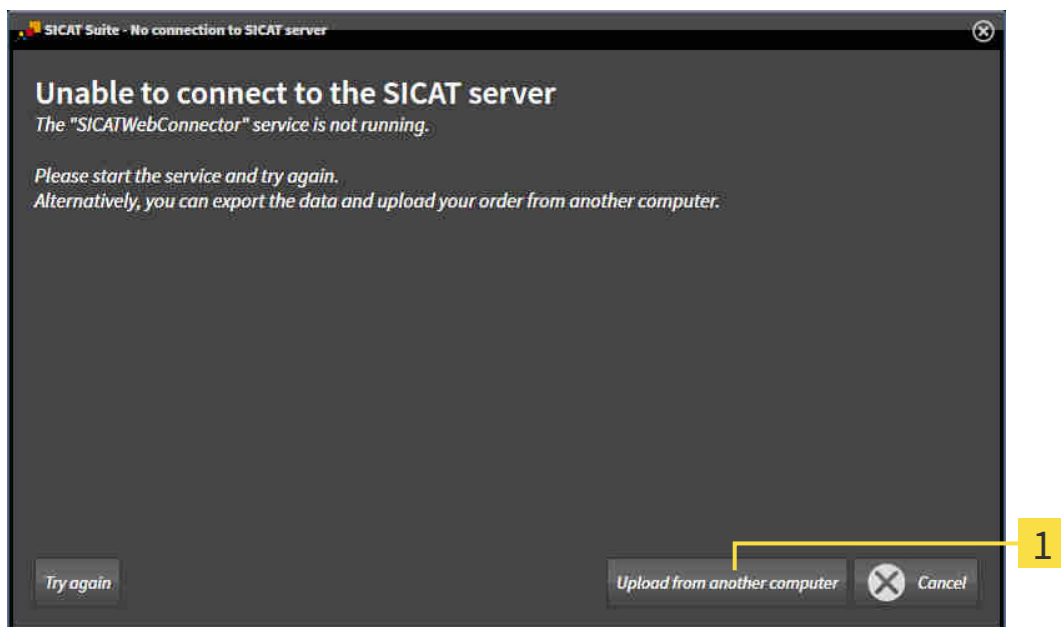 SICAT Suite - No connection to SICAT server
Unable to connect to the SICAT server
The "SICATWebConnector" service is not running.
Please start the service and try again.
Alternatively, you can export the data and upload your order from another computer.
1
Try again
Upload from another computer
Cancel